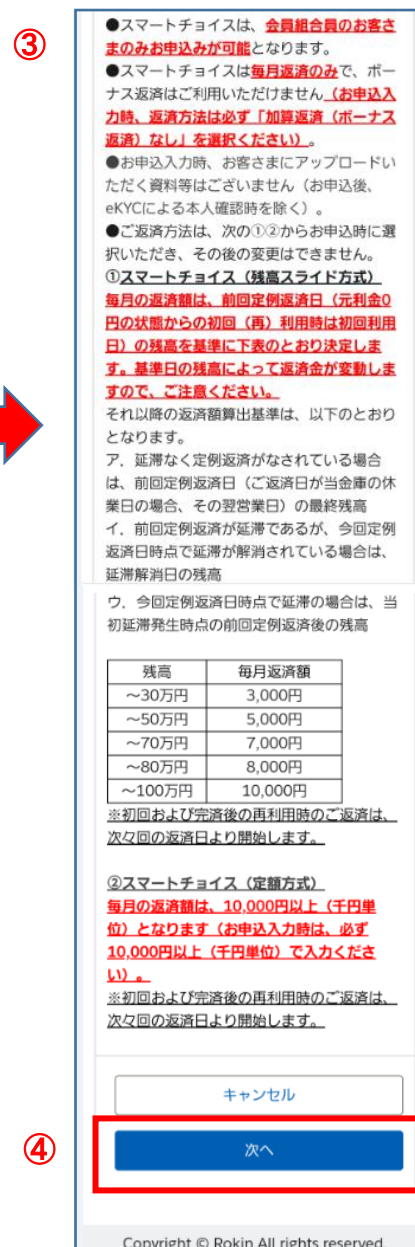 ③
●スマートチョイスは、会員組合員のお客さ
まのみお申込みが可能となります。
●スマートチョイスは毎月返済のみで、ボー
ナス返済はご利用いただけません（お申込入
力時、返済方法は必ず「加算返済（ボーナス
返済）なし」を選択ください）。
●お申込入力時、お客さまにアップロードい
ただく資料等はございません（お申込後、
eKYCによる本人確認時を除く）。
●ご返済方法は、次の①②からお申込時に選
択いただき、その後の変更はできません。
①スマートチョイス（残高スライド方式）
毎月の返済額は、前回定例返済日（元利金0
円の状態からの初回（再）利用時は初回利用
日）の残高を基準に下表のとおり決定しま
す。基準日の残高によって返済金が変動しま
すので、ご注意ください。
それ以降の返済額算出基準は、以下のとおり
となります。
ア．延滞なく定例返済がなされている場合
は、前回定例返済日（ご返済日が当金庫の休
業日の場合、その翌営業日）の最終残高
イ．前回定例返済が延滞であるが、今回定例
返済日時点で延滞が解消されている場合は、
延滞解消日の残高
ウ．今回定例返済日時点で延滞の場合は、当
初延滞発生時点の前回定例返済後の残高
残高 毎月返済額
～30万円 3,000円
～50万円 5,000円
～70万円 7,000円
～80万円 8,000円
～100万円 10,000円
※初回および完済後の再利用時のご返済は、
次々回の返済日より開始します。
②スマートチョイス（定額方式）
毎月の返済額は、10,000円以上（千円単
位）となります（お申込入力時は、必ず
10,000円以上（千円単位）で入力くださ
い）。
※初回および完済後の再利用時のご返済は、
次々回の返済日より開始します。
キャンセル
④
次へ
Copyright © Rokin All rights reserved.